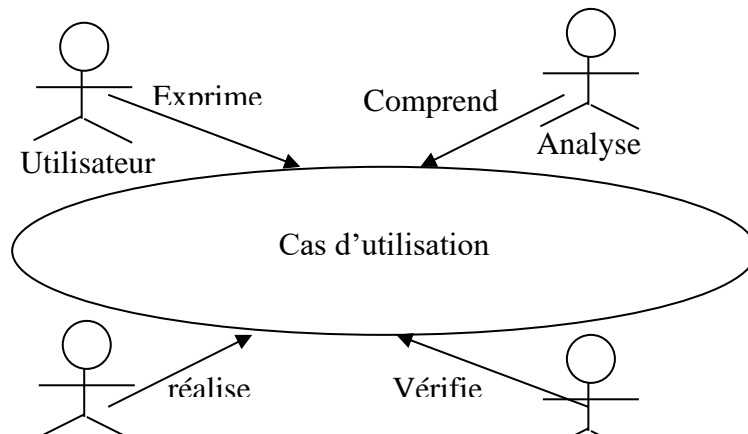 Exprime
Comprend
Utilisateur
Analyse
Cas d’utilisation
réalise
Vérifie